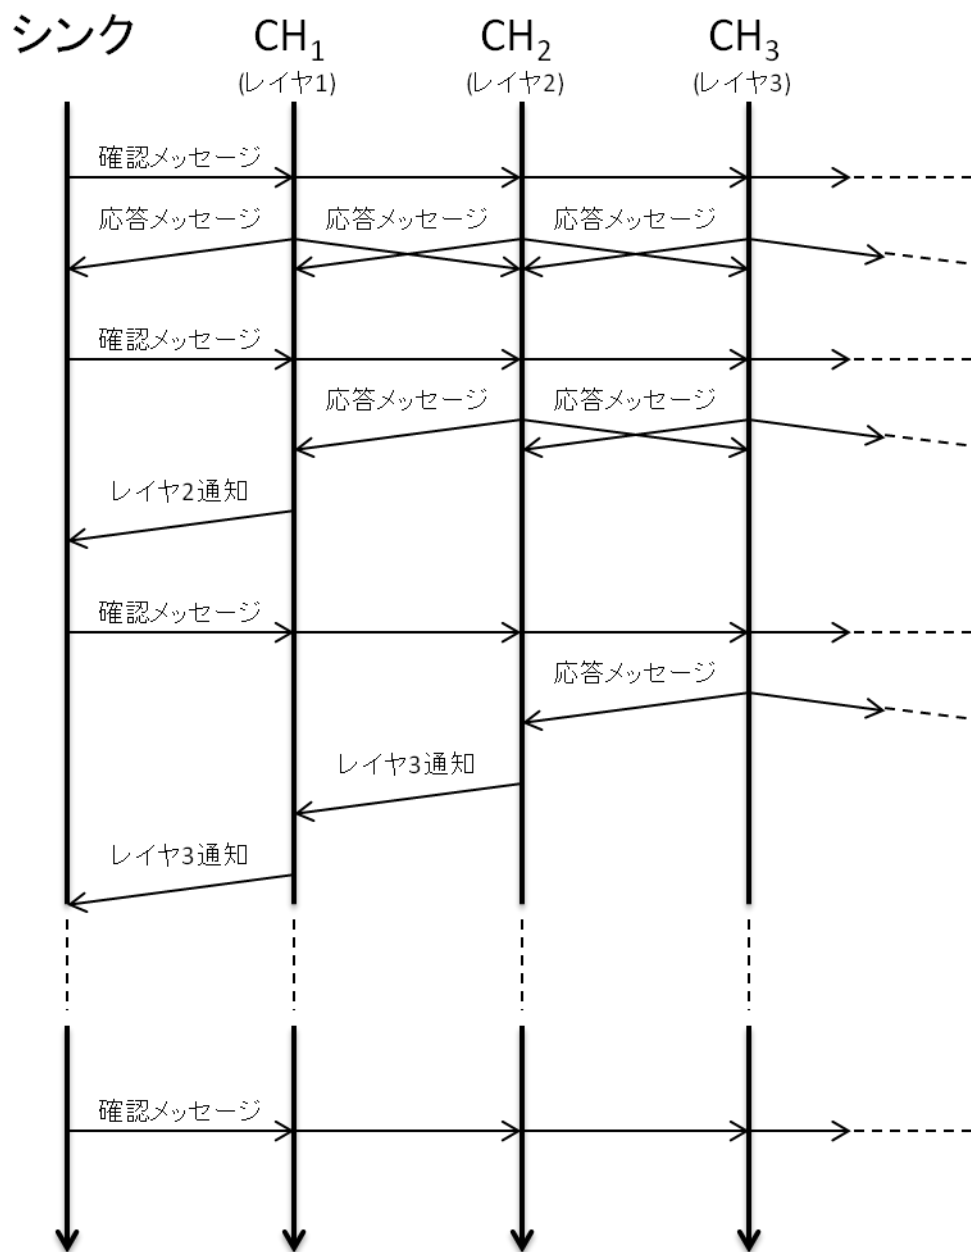 シンク CH1 CH2 CH3
(レイヤ1) (レイヤ2) (レイヤ3)
確認メッセージ
応答メッセージ 応答メッセージ 応答メッセージ
確認メッセージ
応答メッセージ 応答メッセージ
レイヤ2通知
確認メッセージ
応答メッセージ
レイヤ3通知
レイヤ3通知
確認メッセージ